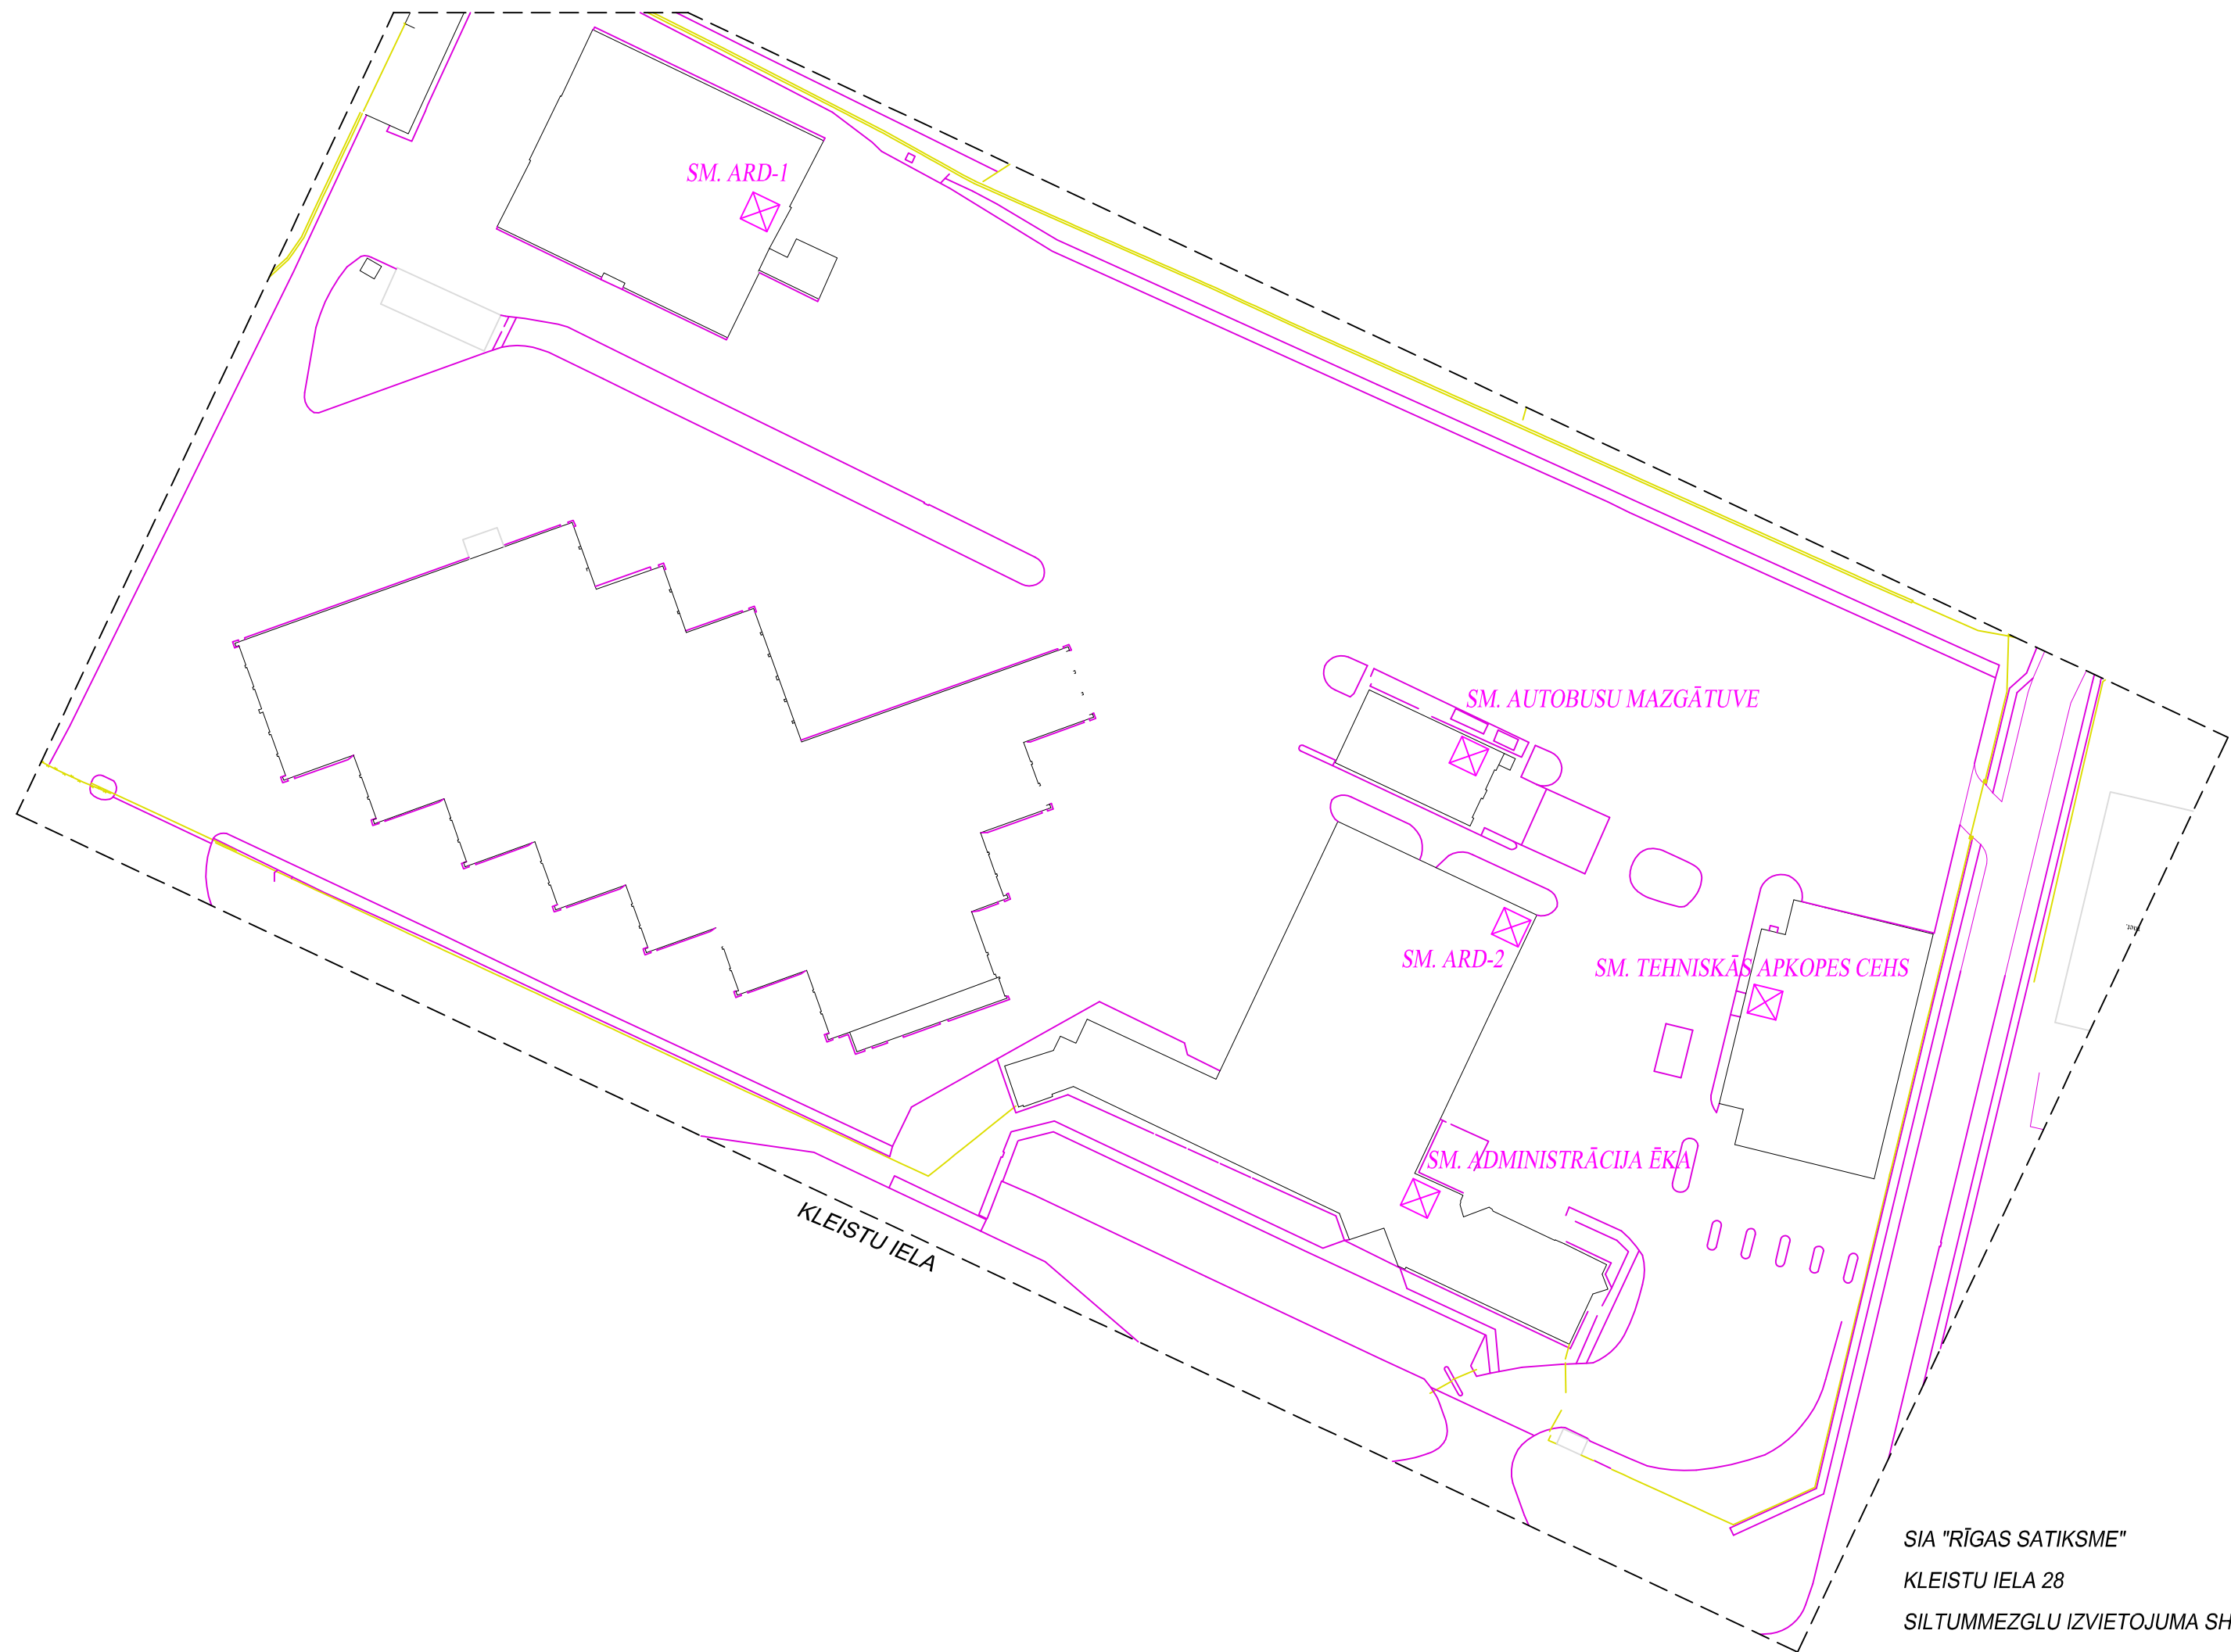 SM. ARD-1
SM. AUTOBUSU MAZGĀTUVE
SM. ARD-2
SM. TEHNISKĀS APKOPES CEHS
SM. ADMINISTRĀCIJA ĒKA
KLEISTU IELA
SIA "RĪGAS SATIKSME"
KLEISTU IELA 28
SILTUMMEZGLU IZVIETOJUMA SH